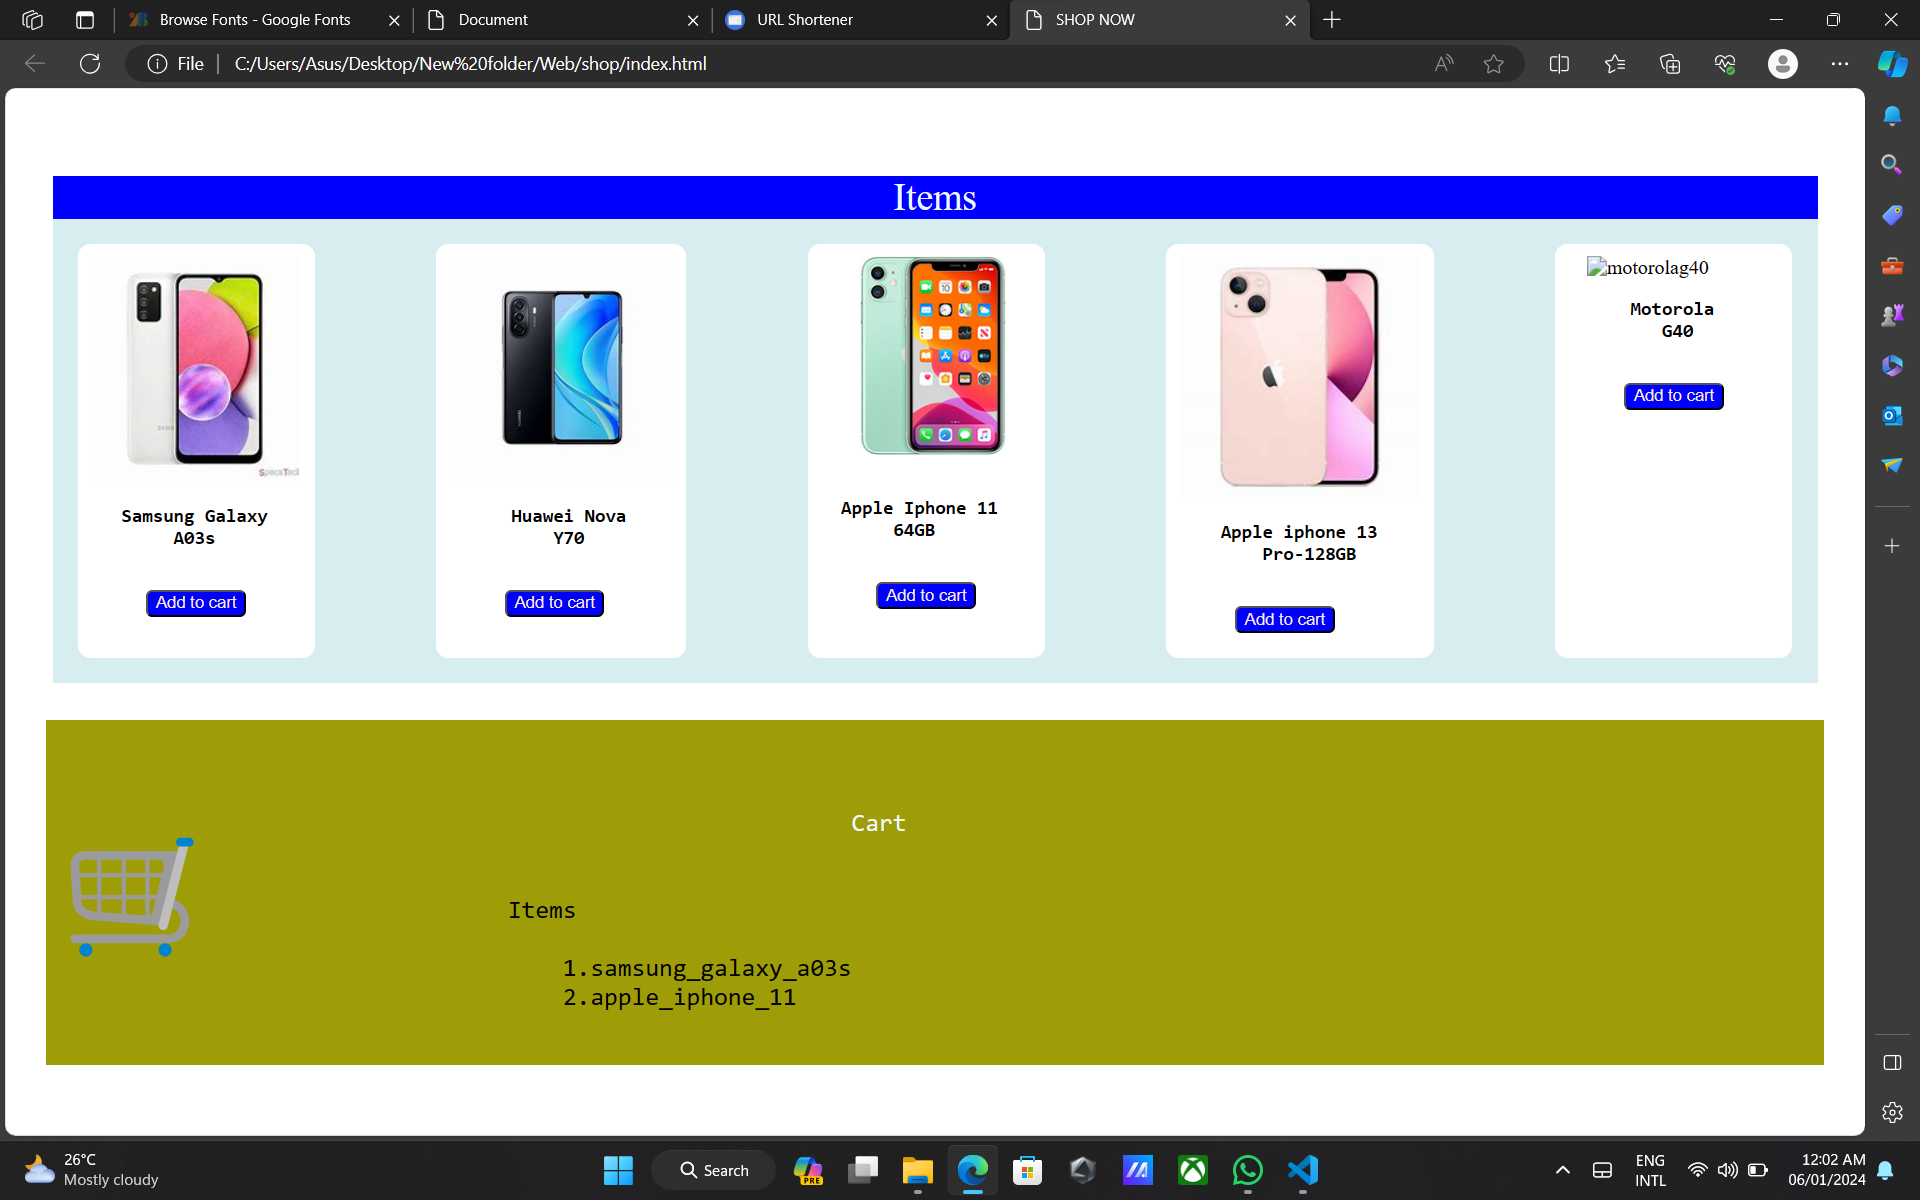 Browse Fonts - Google Fonts
Document
URL Shortener
SHOP NOW
File
C:/Users/Asus/Desktop/New%20folder/Web/shop/index.html
Items
SpecsTech
motorolag40
Motorola
G40
Add to cart
Samsung Galaxy
A03s
Add to cart
Huawei Nova
Y70
Add to cart
Apple Iphone 11
64GB
Add to cart
Apple iphone 13
Pro-128GB
Add to cart
Cart
Items
1.samsung_galaxy_a03s
2.apple_iphone_11
26°C
Mostly cloudy
Search
PRE
ENG
INTL
12:02 AM
06/01/2024